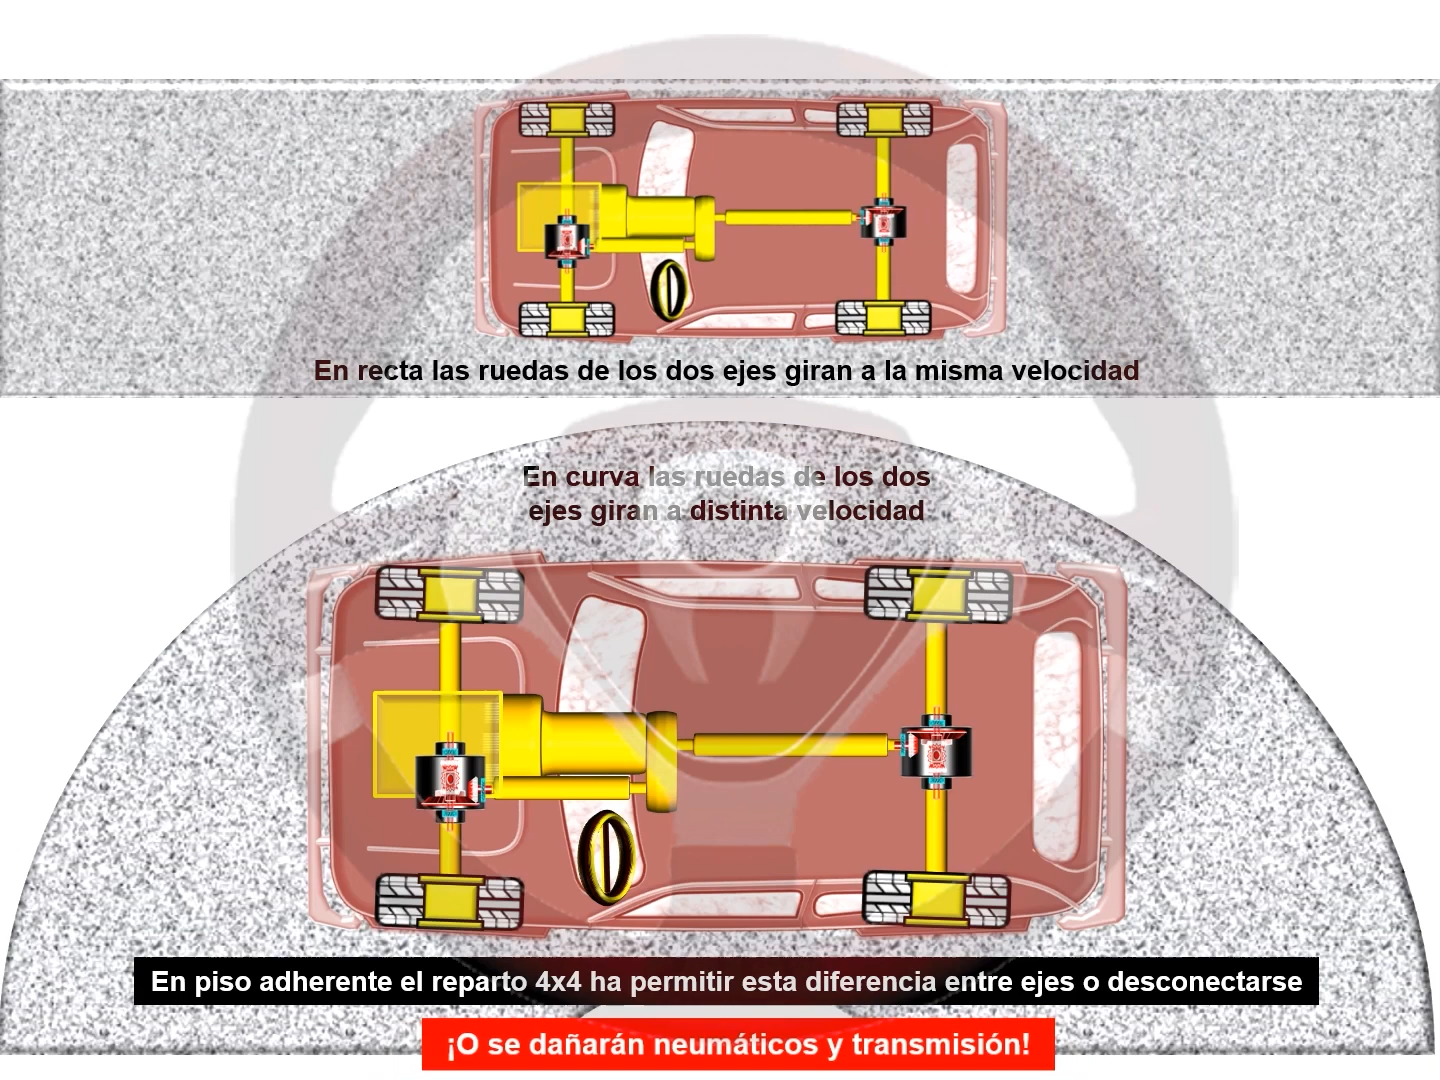 En recta las ruedas de los dos ejes giran a la misma velocidad
En curva las ruedas de los dos
ejes giran a distinta velocidad
En piso adherente el reparto 4x4 ha permitir esta diferencia entre ejes o desconectarse
¡O se dañarán neumáticos y transmisión!